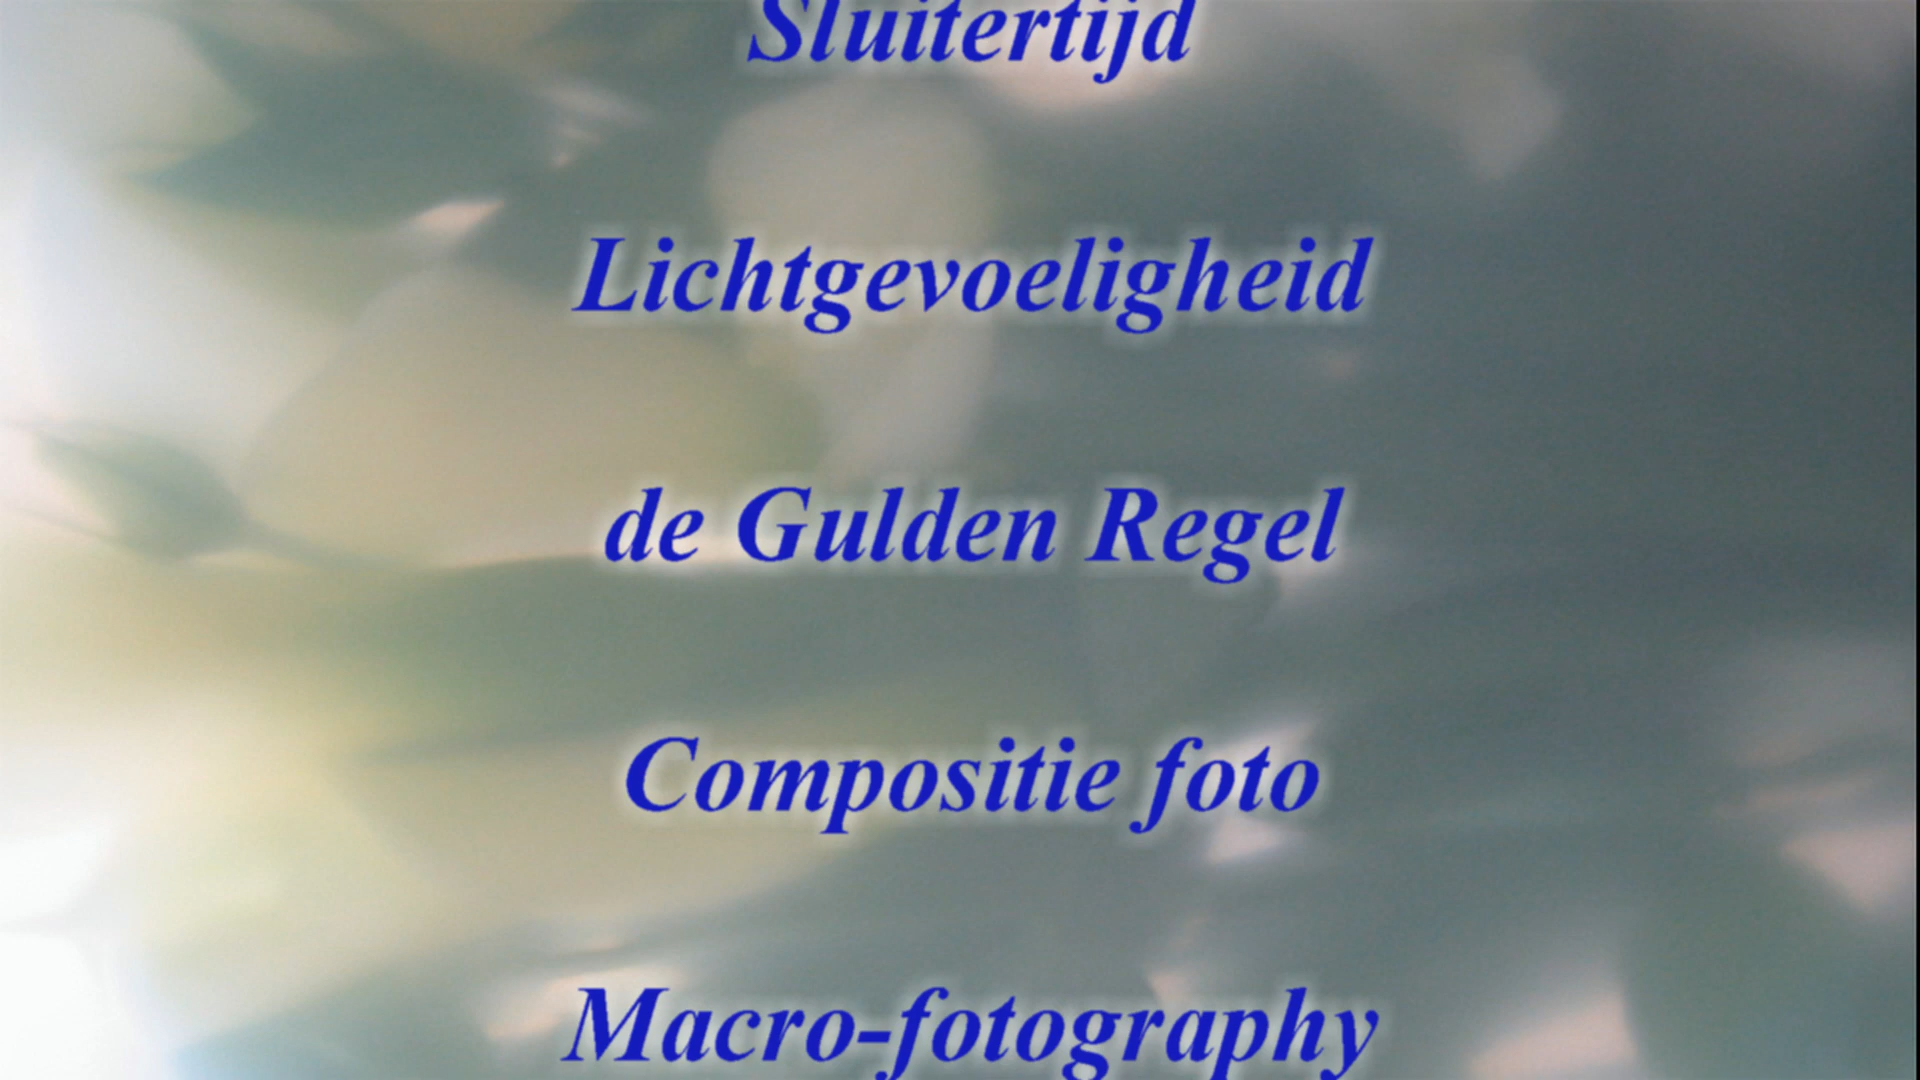 Sluitertijd
Lichtgevoeligheid
de Gulden Regel
Compositie foto
Macro-fotography